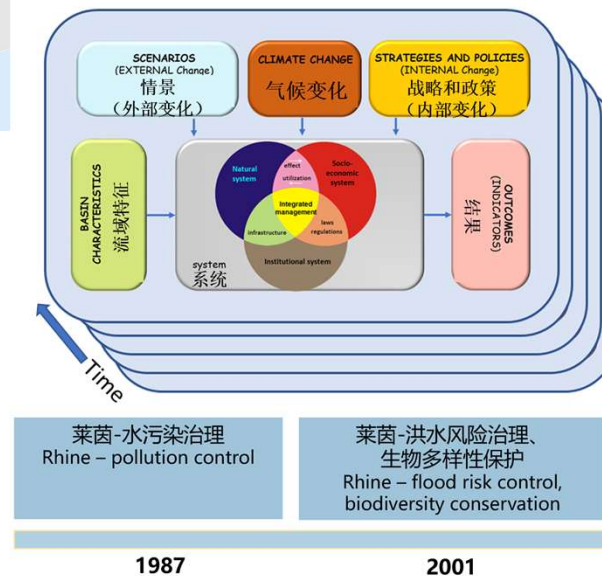 SCENARIOS
(EXTERNAL Change)
情景
（外部变化）
CLIMATE CHANGE
气候变化
STRATEGIES AND POLICIES
(INTERNAL Change)
战略和政策
（内部变化）
BASIN
CHARACTERISTICS
流域特征
Natural
system
effect
utilization
Socio-
economic
system
Integrated
management
infrastructure
laws
regulations
Institutional system
system
系统
OUTCOMES
(INDICATORS)
结果
Time
莱茵-水污染治理
Rhine – pollution control
莱茵-洪水风险治理、
生物多样性保护
Rhine – flood risk control,
biodiversity conservation
1987
2001